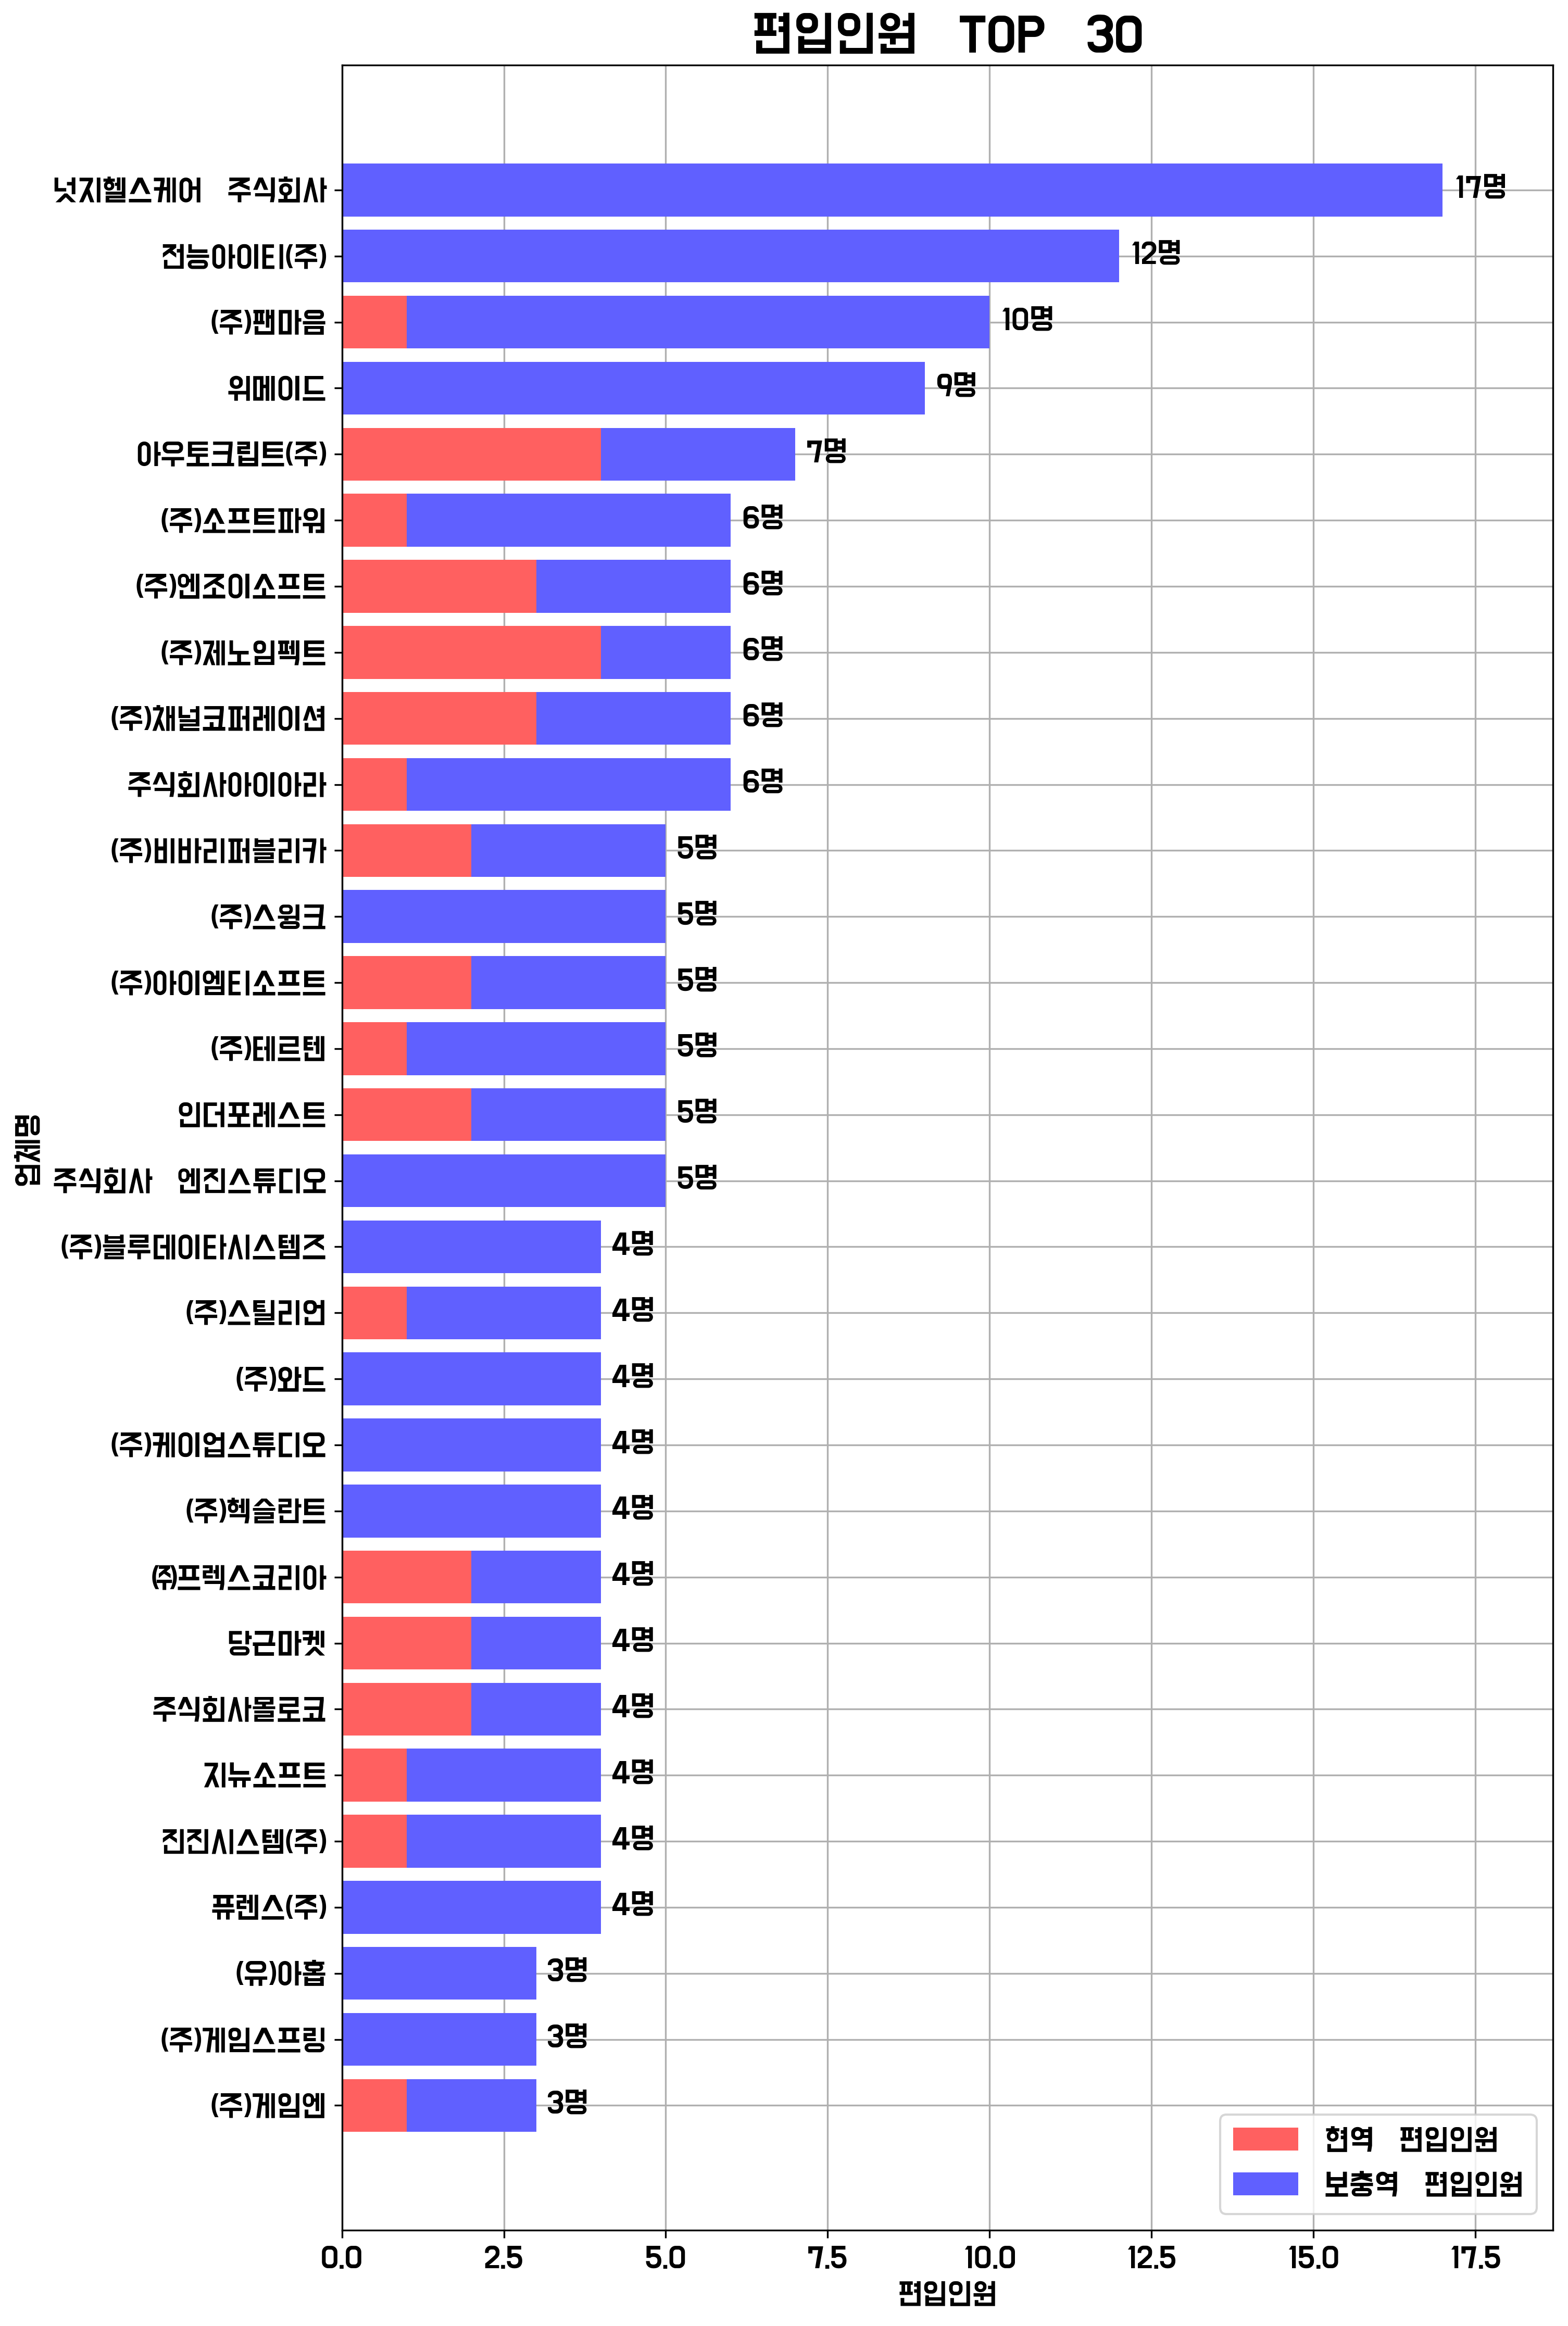 편입인원 TOP 30
넛지헬스케어 주식회사 17명
전능아이티(주) 12명
(주)팬마음 10명
위메이드 9명
아우토크립트(주) 7명
(주)소프트파워 6명
(주)엔조이소프트 6명
(주)제노임펙트 6명
(주)채널코퍼레이션 6명
주식회사아이아라 6명
(주)비바리퍼블리카 5명
(주)스윙크 5명
(주)아이엠티소프트 5명
(주)테르텐 5명
인더포레스트 5명
업체명
주식회사 엔진스튜디오 5명
(주)블루데이타시스템즈 4명
(주)스틸리언 4명
(주)와드 4명
(주)케이업스튜디오 4명
(주)헥슬란트 4명
㈜프렉스코리아 4명
당근마켓 4명
주식회사몰로코 4명
지뉴소프트 4명
진진시스템(주) 4명
퓨렌스(주) 4명
(유)아홉 3명
(주)게임스프링 3명
(주)게임엔 3명
현역 편입인원
보충역 편입인원
0.0 2.5 5.0 7.5 10.0 12.5 15.0 17.5
편입인원